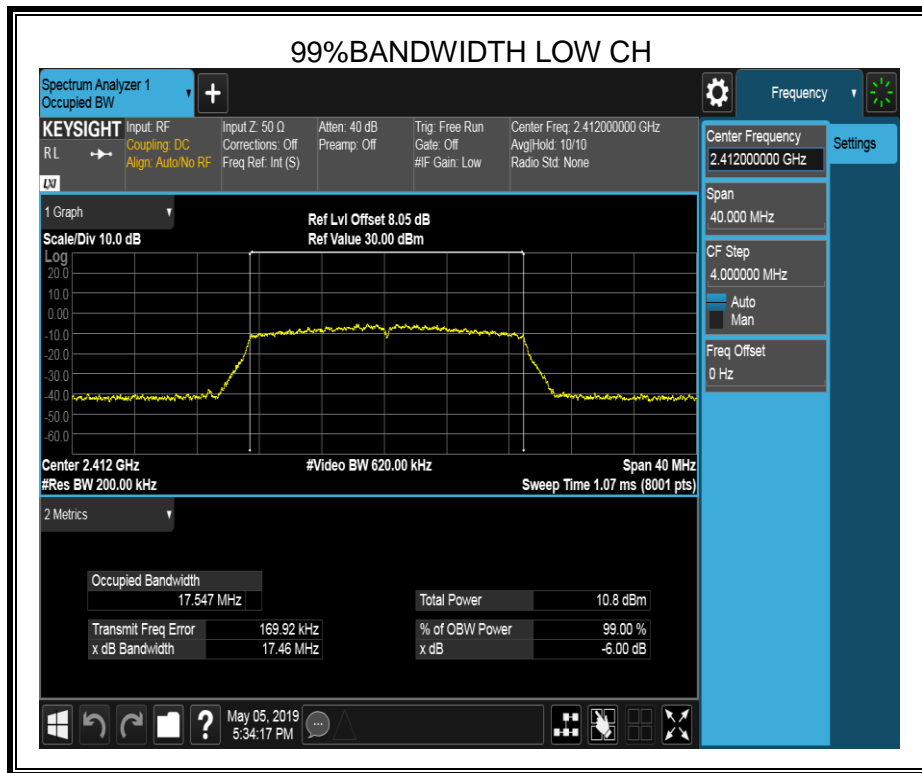 99%BANDWIDTH LOW CH
Spectrum Analyzer 1
Occupied BW
+
Frequency
KEYSIGHT
RL
LXI
Input: RF
Coupling: DC
Align: Auto/No RF
Input Z: 50 Ω
Corrections: Off
Freq Ref: Int (S)
Atten: 40 dB
Preamp: Off
Trig: Free Run
Gate: Off
#IF Gain: Low
Center Freq: 2.412000000 GHz
Avg|Hold: 10/10
Radio Std: None
Center Frequency
2.412000000 GHz
Settings
Span
40.000 MHz
CF Step
4.000000 MHz
Auto
Man
Freq Offset
0 Hz
1 Graph
Scale/Div 10.0 dB
Ref Lvl Offset 8.05 dB
Ref Value 30.00 dBm
Log
20.0
10.0
0.00
-10.0
-20.0
-30.0
-40.0
-50.0
-60.0
Center 2.412 GHz
#Video BW 620.00 kHz
Span 40 MHz
#Res BW 200.00 kHz
Sweep Time 1.07 ms (8001 pts)
2 Metrics
Occupied Bandwidth
17.547 MHz
Total Power 10.8 dBm
Transmit Freq Error 169.92 kHz
% of OBW Power 99.00 %
x dB Bandwidth 17.46 MHz
x dB -6.00 dB
?
May 05, 2019
5:34:17 PM